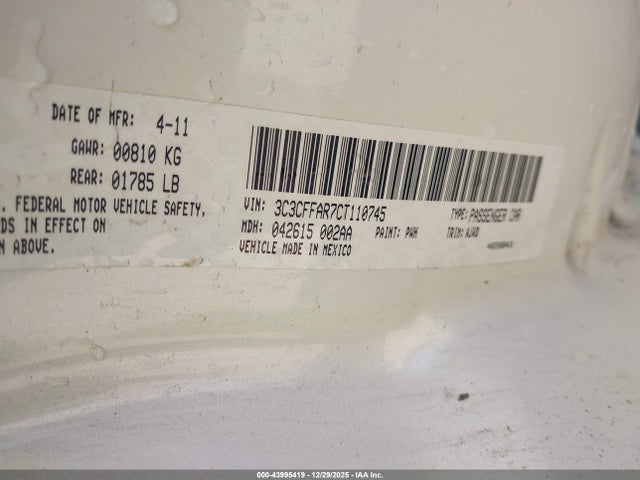 DATE OF MFR: 4-11
GAWR: 00810 KG
REAR: 01785 LB
. FEDERAL MOTOR VEHICLE SAFETY,
DS IN EFFECT ON
N ABOVE.
VIN: 3C3CFFAR7CT110745 TYPE: PASSENGER CAR
MDH: 042615 002AA PAINT: PWH TRIM: AJXD
VEHICLE MADE IN MEXICO
000-43995419 | 12/29/2025 | IAA Inc.